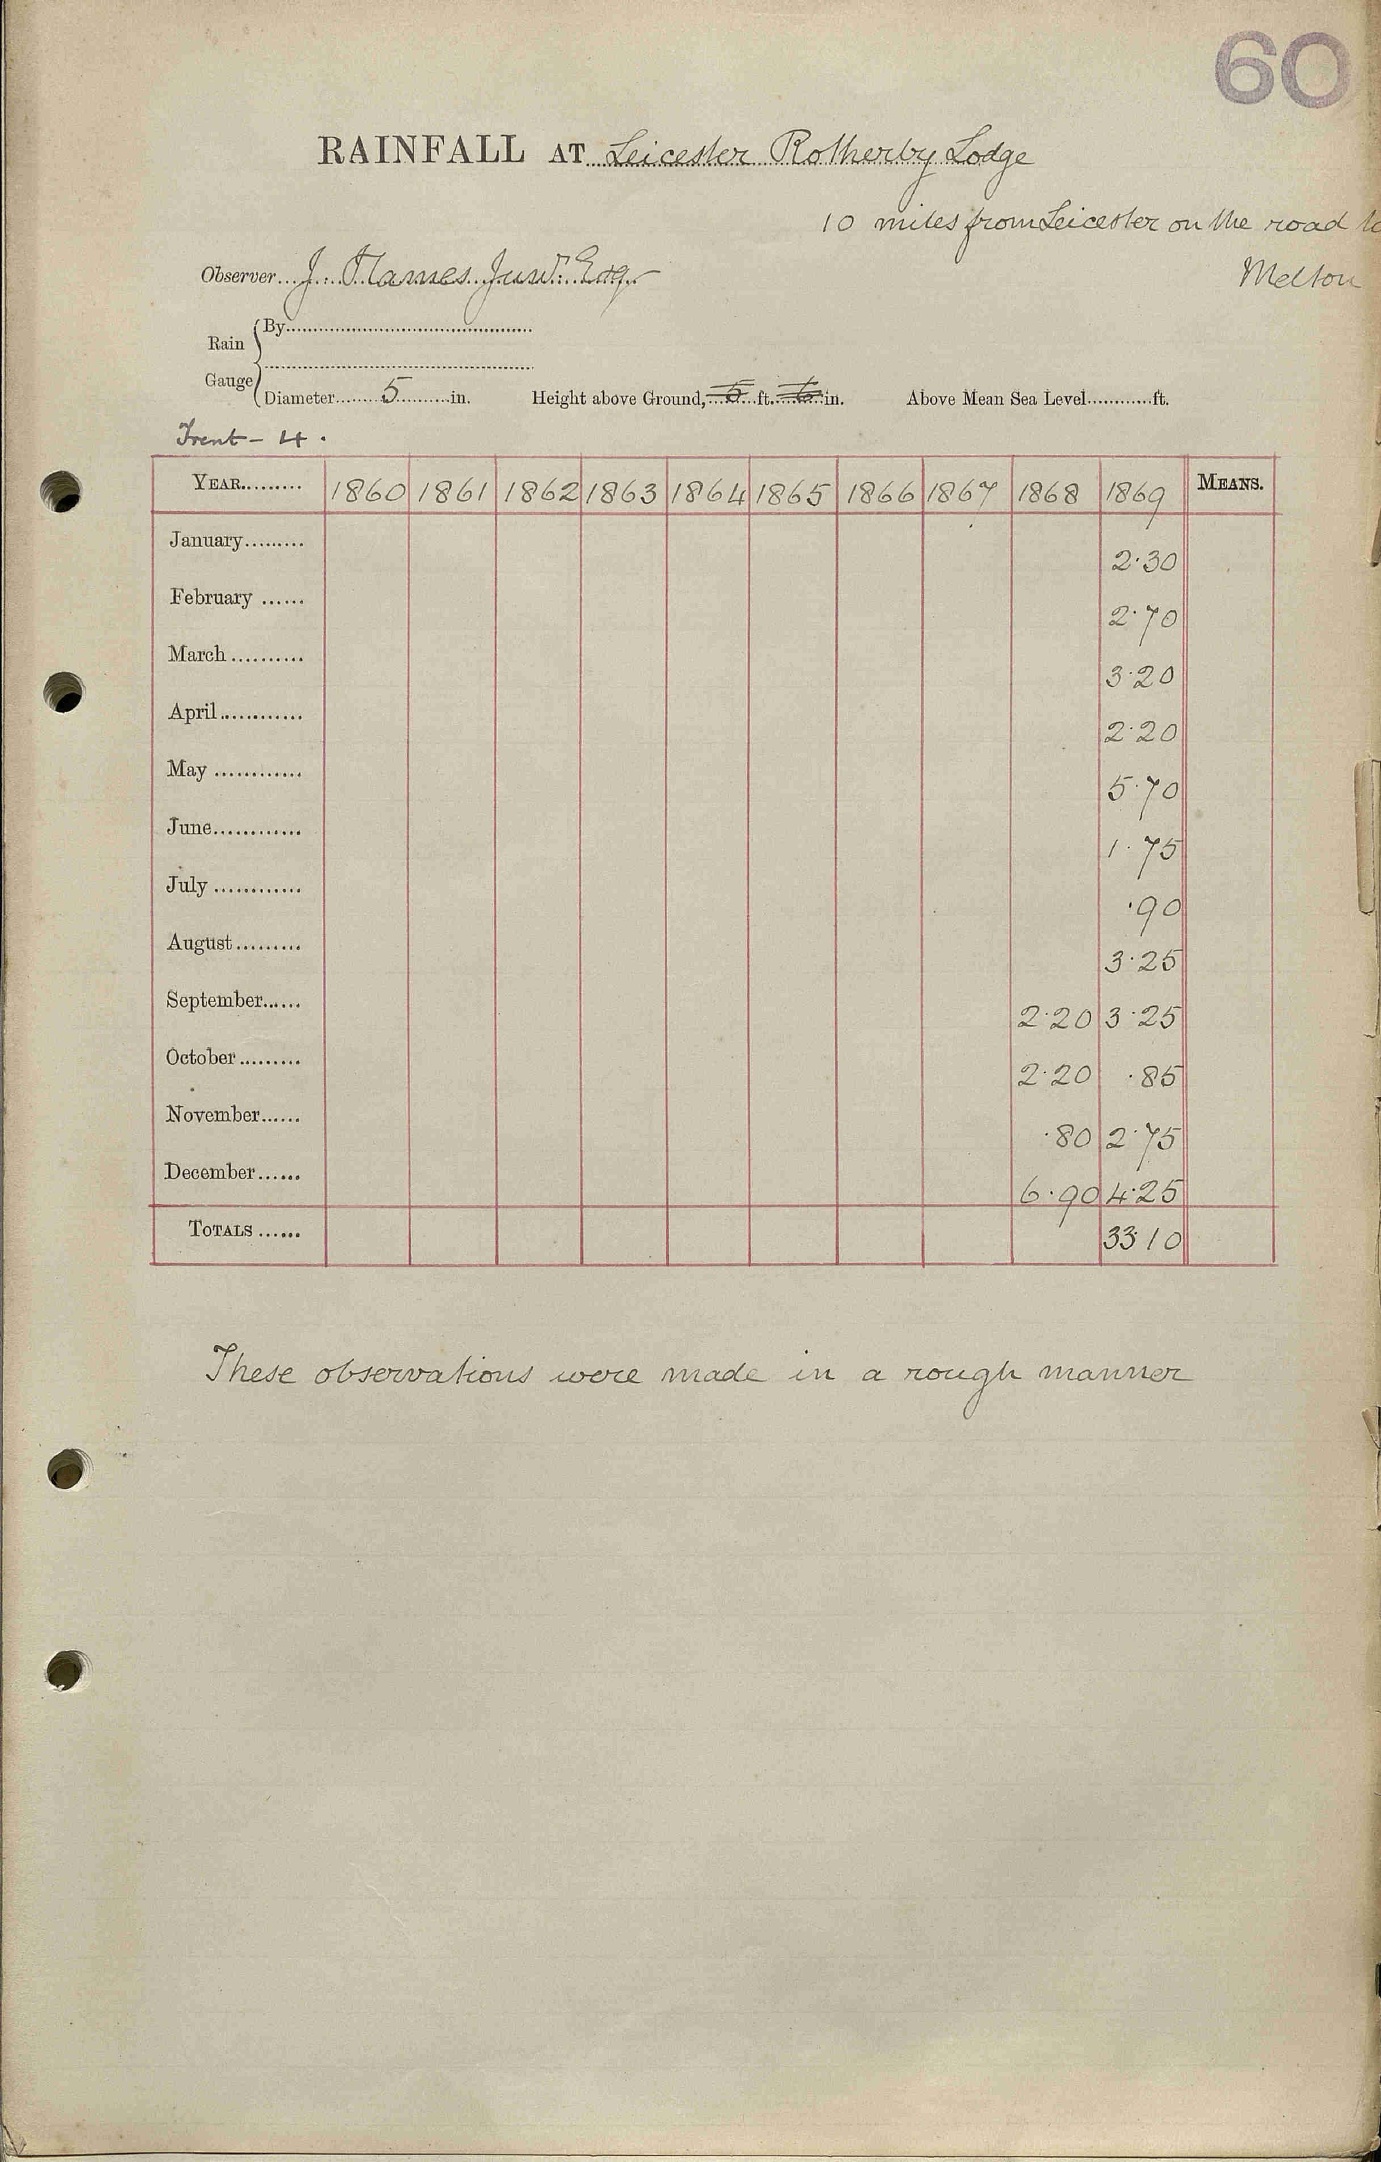 60
RAINFALL AT Leicester Rotherby Lodge
10 miles from Leicester on the road to
Melton
Observer J. Flames Junr. Esq.
Rain Gauge
By
Diameter 5 in. Height above Ground, 5 ft. 6 in. Above Mean Sea Level ft.
Trent - 4.
YEAR 1860 1861 1862 1863 1864 1865 1866 1867 1868 1869 MEANS.
January 2.30
February 2.70
March 3.20
April 2.20
May 5.70
June 1.75
July .90
August 3.25
September 2.20 3.25
October 2.20 .85
November .80 2.75
December 6.90 4.25
TOTALS 33.10
These observations were made in a rough manner